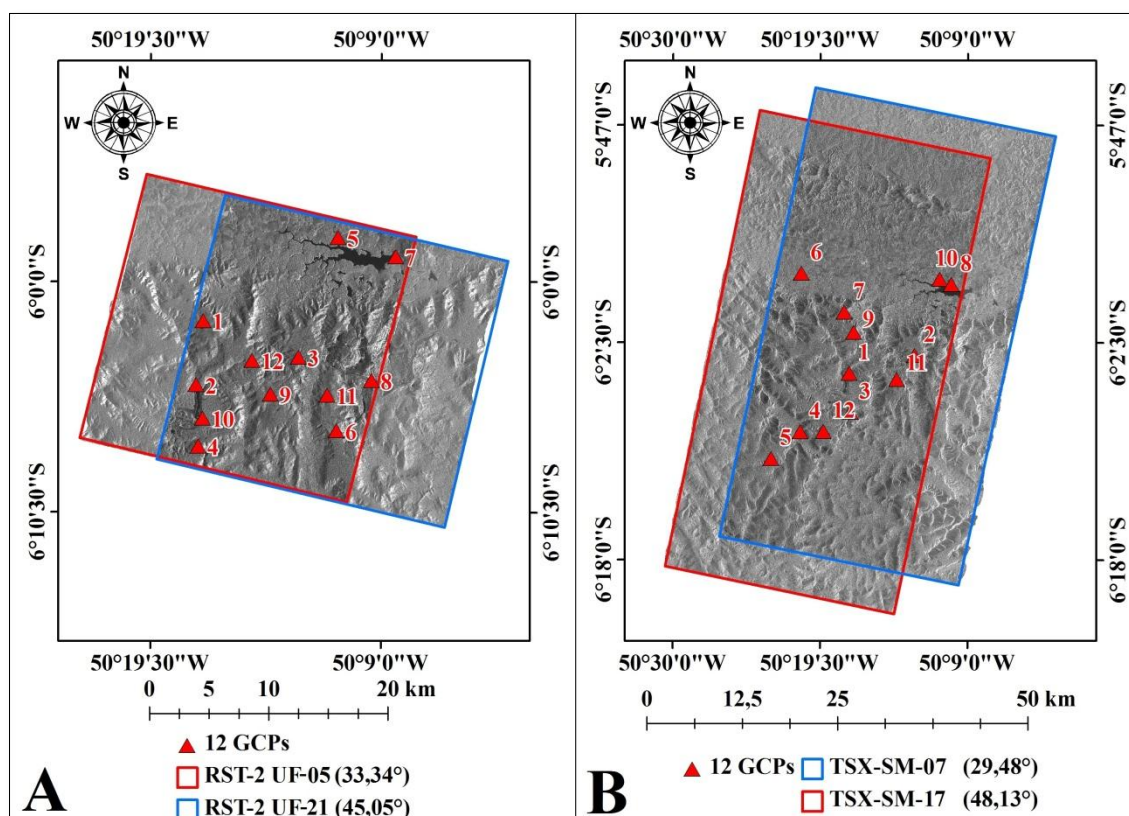 50°19'30"W 50°9'0"W
N
W E
S
6°0'0"S 6°0'0"S
6°10'30"S 6°10'30"S
5
7
1
12
3
2
9
11
8
10
4
6
50°19'30"W 50°9'0"W
0 5 10 20 km
12 GCPs
RST-2 UF-05 (33,34°)
RST-2 UF-21 (45,05°)
A
50°30'0"W 50°19'30"W 50°9'0"W
N
W E
S
5°47'0"S 5°47'0"S
6°2'30"S 6°2'30"S
6°18'0"S 6°18'0"S
6
10
8
7
9
2
1
11
3
4
12
5
50°30'0"W 50°19'30"W 50°9'0"W
0 12,5 25 50 km
12 GCPs TSX-SM-07 (29,48°)
TSX-SM-17 (48,13°)
B